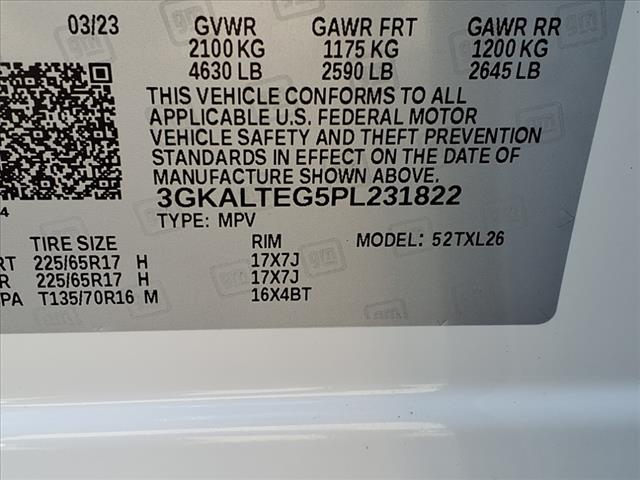 03/23 GVWR GAWR FRT GAWR RR
2100 KG 1175 KG 1200 KG
4630 LB 2590 LB 2645 LB
THIS VEHICLE CONFORMS TO ALL
APPLICABLE U.S. FEDERAL MOTOR
VEHICLE SAFETY AND THEFT PREVENTION
STANDARDS IN EFFECT ON THE DATE OF
MANUFACTURE SHOWN ABOVE.
3GKALTEG5PL231822
4
TYPE: MPV
TIRE SIZE RIM MODEL: 52TXL26
RT 225/65R17 H 17X7J
R 225/65R17 H 17X7J
PA T135/70R16 M 16X4BT